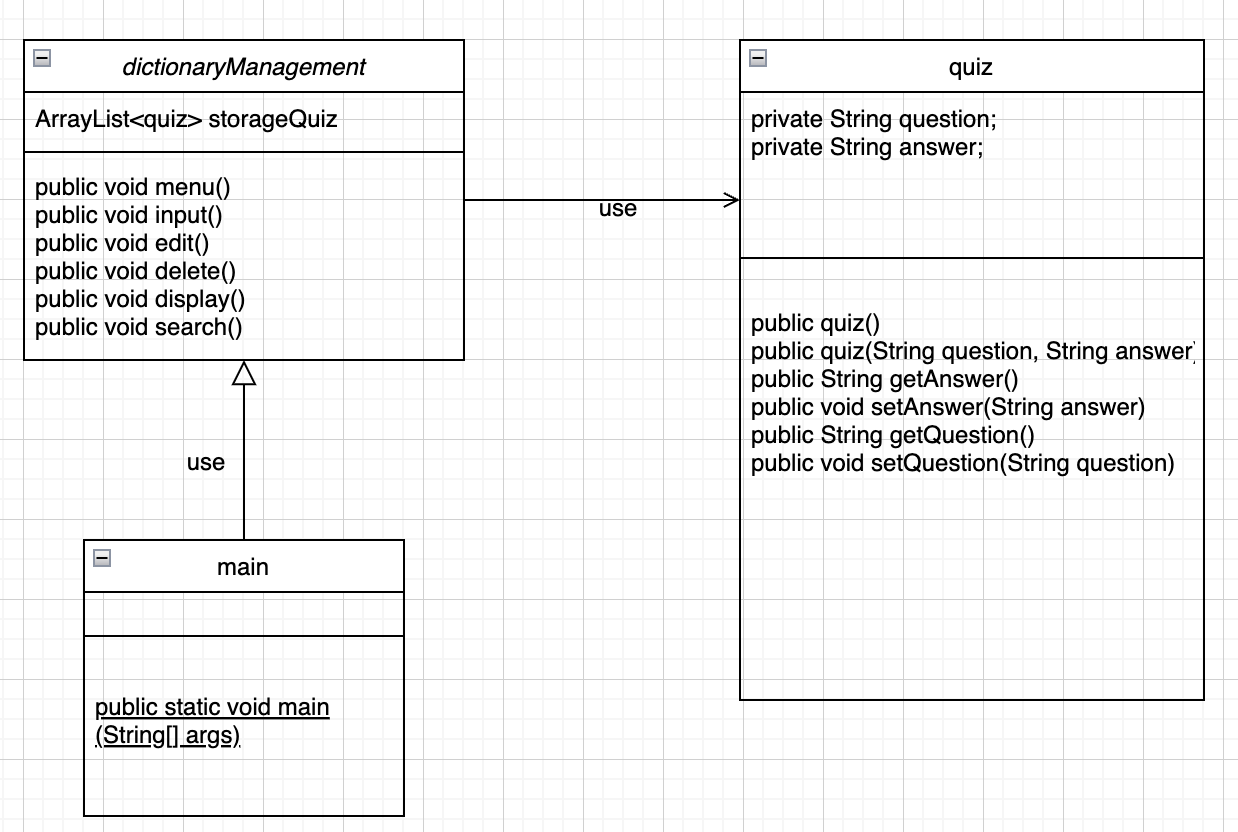 dictionaryManagement
ArrayList<quiz> storageQuiz
public void menu()
public void input()
public void edit()
public void delete()
public void display()
public void search()
use
quiz
private String question;
private String answer;
public quiz()
public quiz(String question, String answer)
public String getAnswer()
public void setAnswer(String answer)
public String getQuestion()
public void setQuestion(String question)
use
main
public static void main
(String[] args)